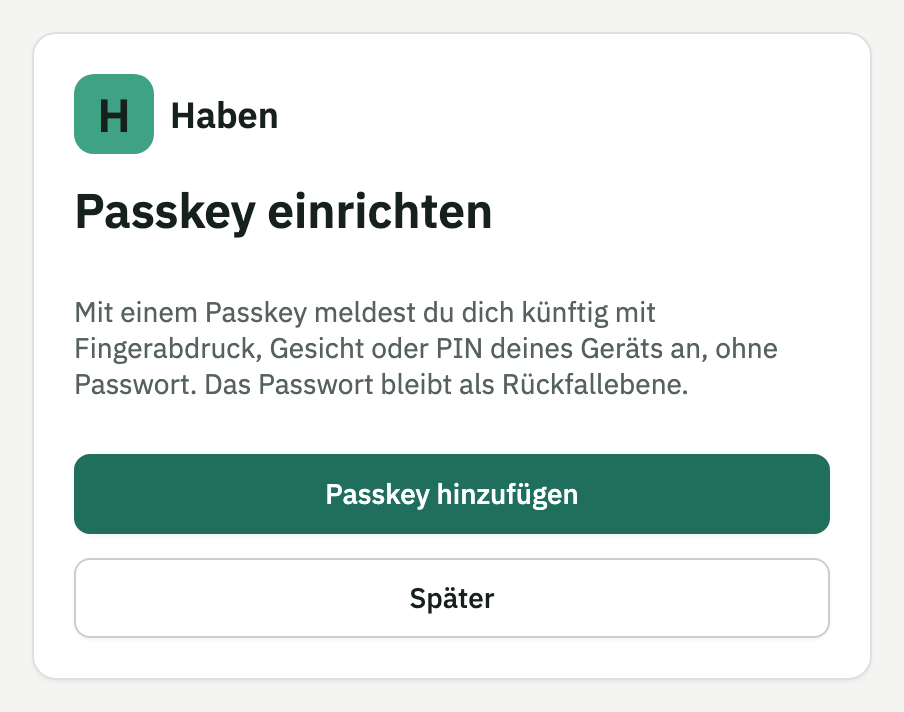 H
Haben
Passkey einrichten
Mit einem Passkey meldest du dich künftig mit
Fingerabdruck, Gesicht oder PIN deines Geräts an, ohne
Passwort. Das Passwort bleibt als Rückfallebene.
Passkey hinzufügen
Später